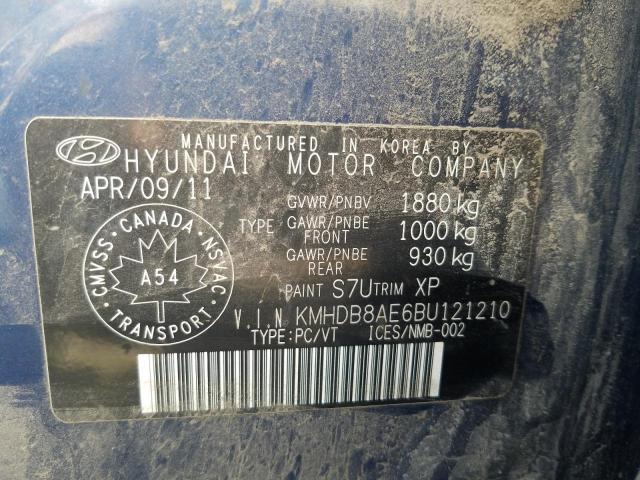 MANUFACTURED IN KOREA BY
HYUNDAI MOTOR COMPANY
APR/09/11
GVWR/PNBV 1880 kg
TYPE GAWR/PNBE FRONT 1000 kg
GAWR/PNBE REAR 930 kg
CMVSS CANADA NSVAC
A54
TRANSPORT
PAINT S7U TRIM XP
V.I.N KMHDB8AE6BU121210
TYPE:PC/VT ICES/NMB-002